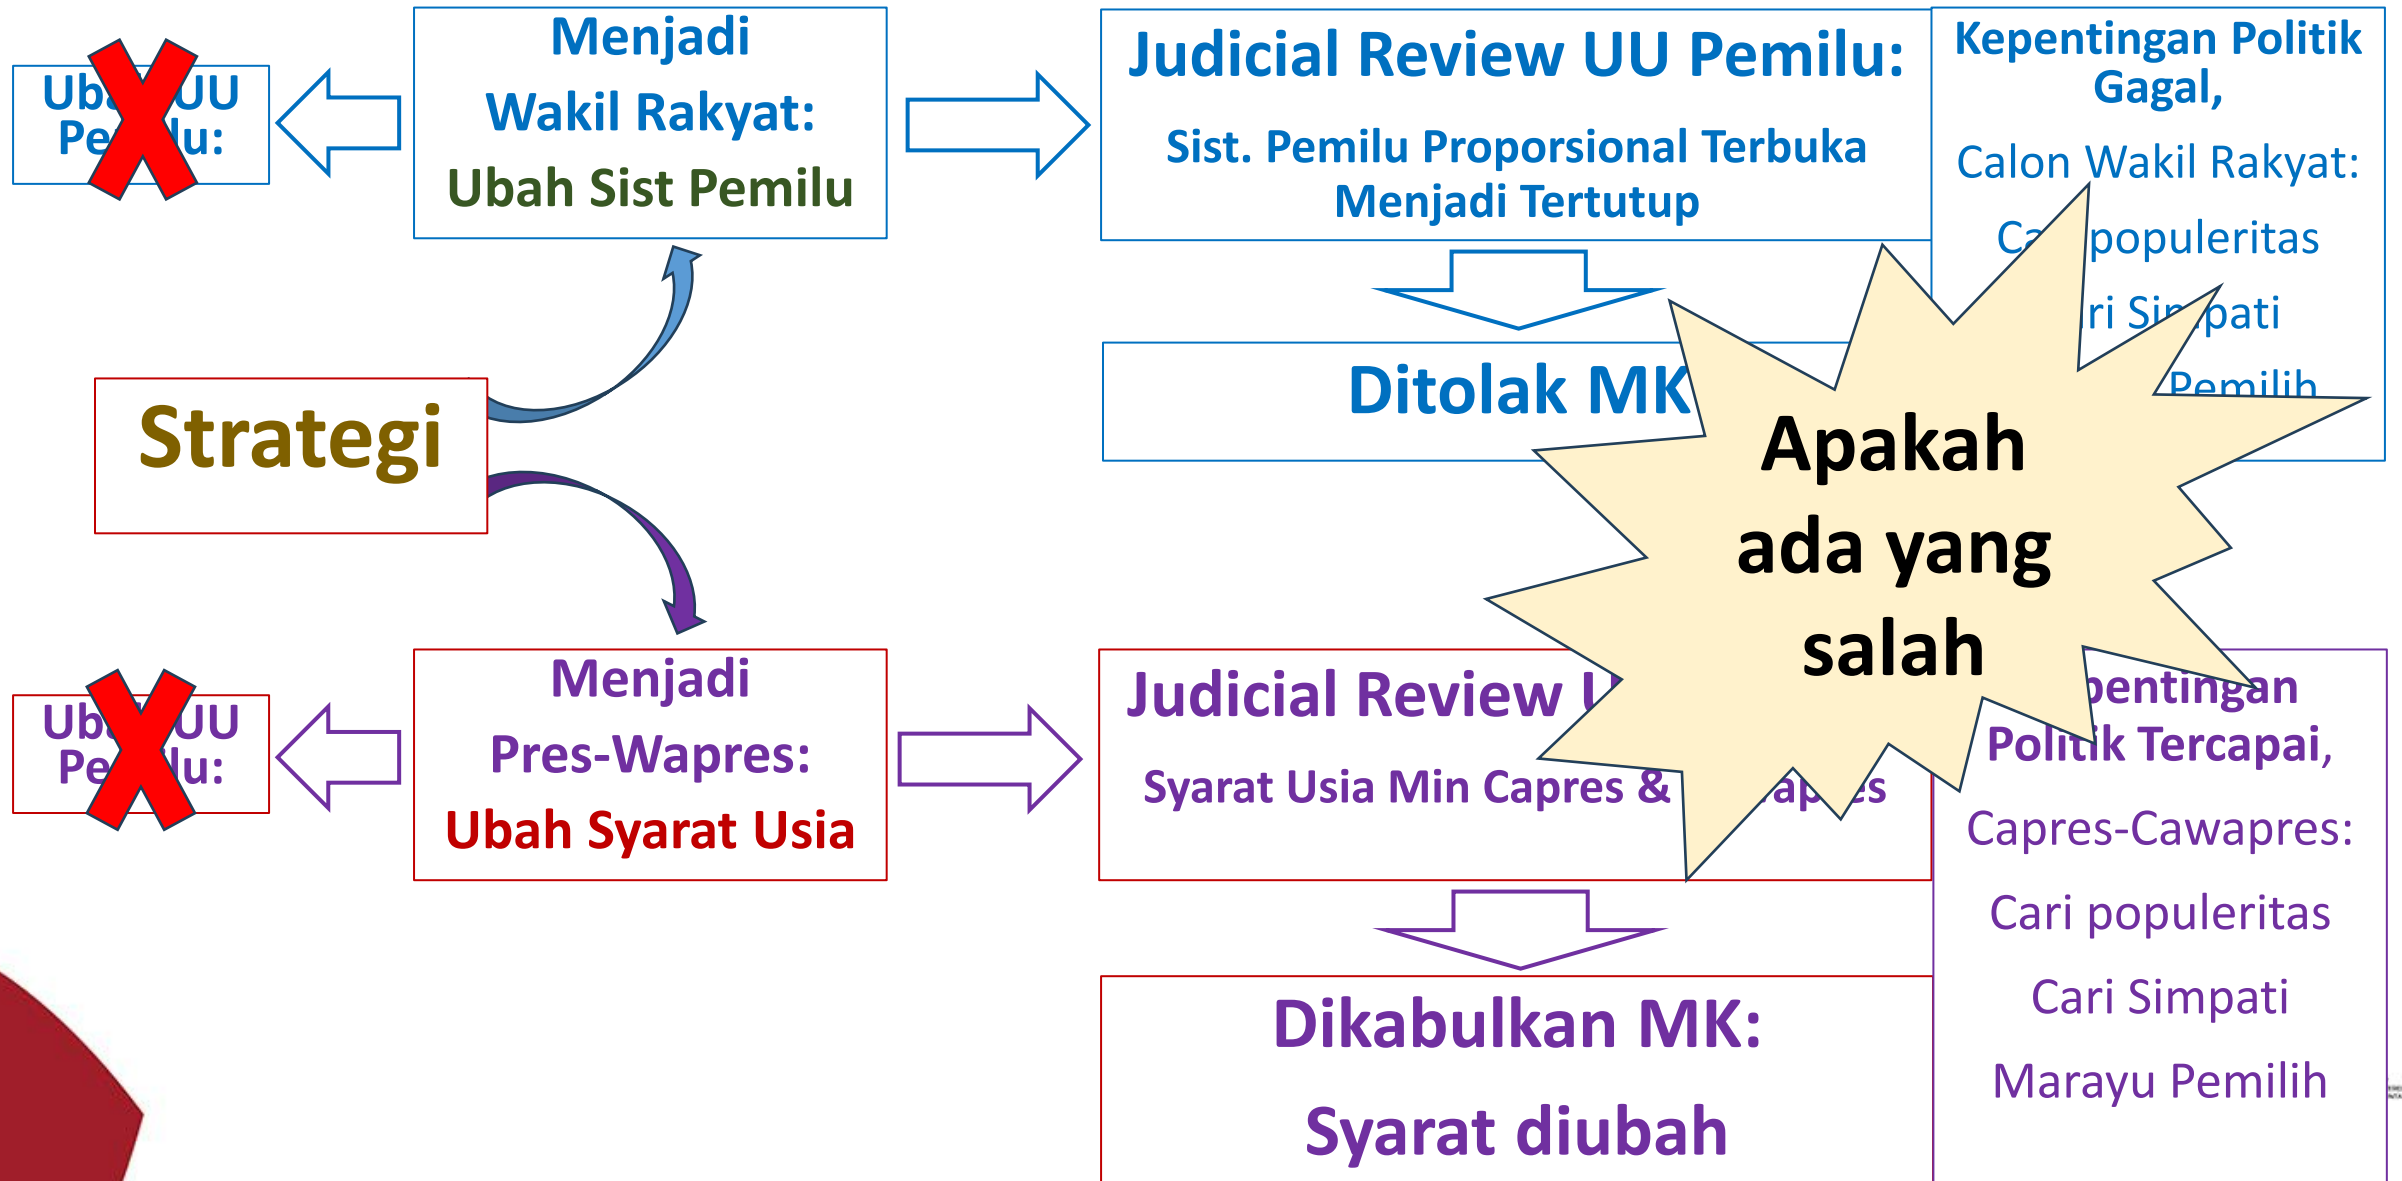 Menjadi
Wakil Rakyat:
Ubah Sist Pemilu
UU
Judicial Review UU Pemilu:
Sist. Pemilu Proporsional Terbuka
Menjadi Tertutup
Kepentingan Politik
Gagal,
Calon Wakil Rakyat:
populeritas
Simpati
Pemilih
Ditolak MK
Strategi
Apakah
ada yang
salah
UU
Menjadi
Pres-Wapres:
Ubah Syarat Usia
Judicial Review
Syarat Usia Min Capres &
Politik Tercapai,
Capres-Cawapres:
Cari populeritas
Cari Simpati
Marayu Pemilih
Dikabulkan MK:
Syarat diubah